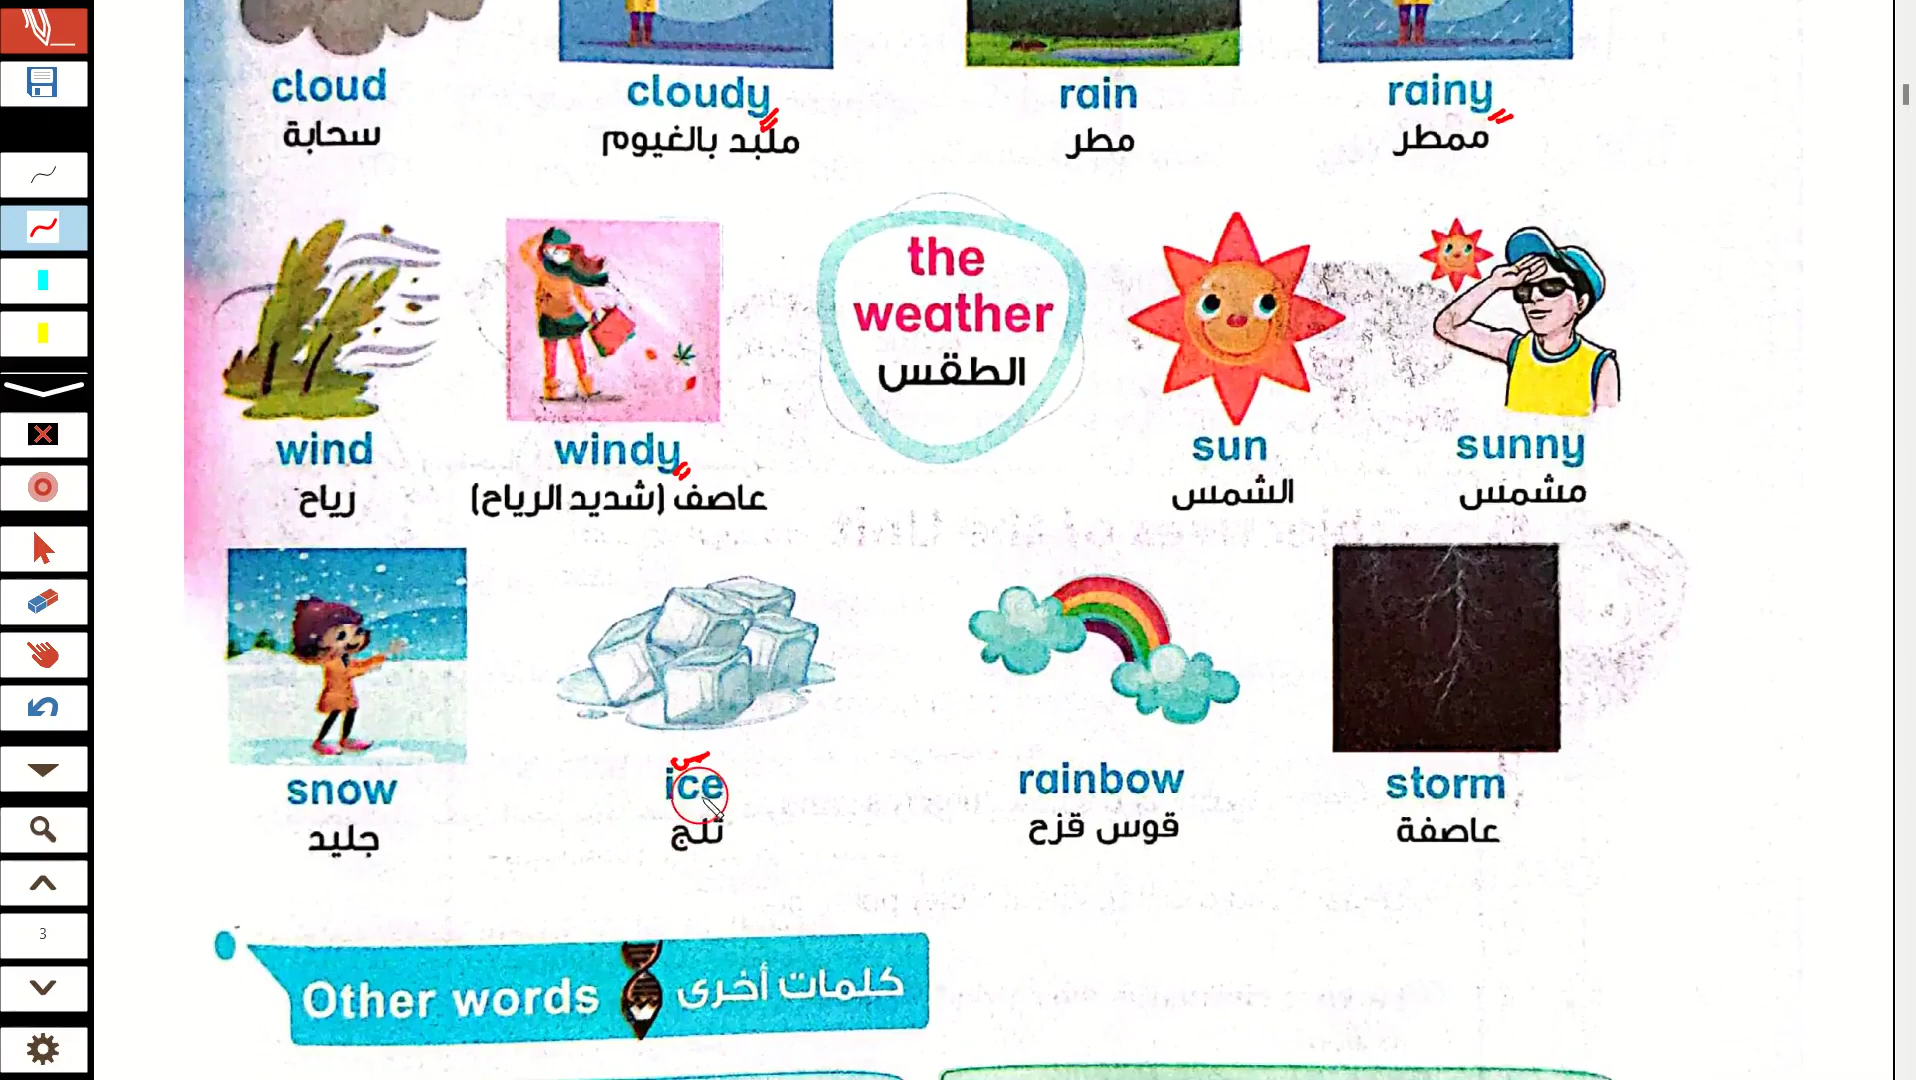 cloud
سحابة
cloudy
ملبد بالغيوم
rain
مطر
rainy
ممطر
wind
رياح
windy
عاصف (شديد الرياح)
the
weather
الطقس
sun
الشمس
sunny
مشمس
snow
جليد
ice
ثلج
rainbow
قوس قزح
storm
عاصفة
Other words كلمات أخرى
3